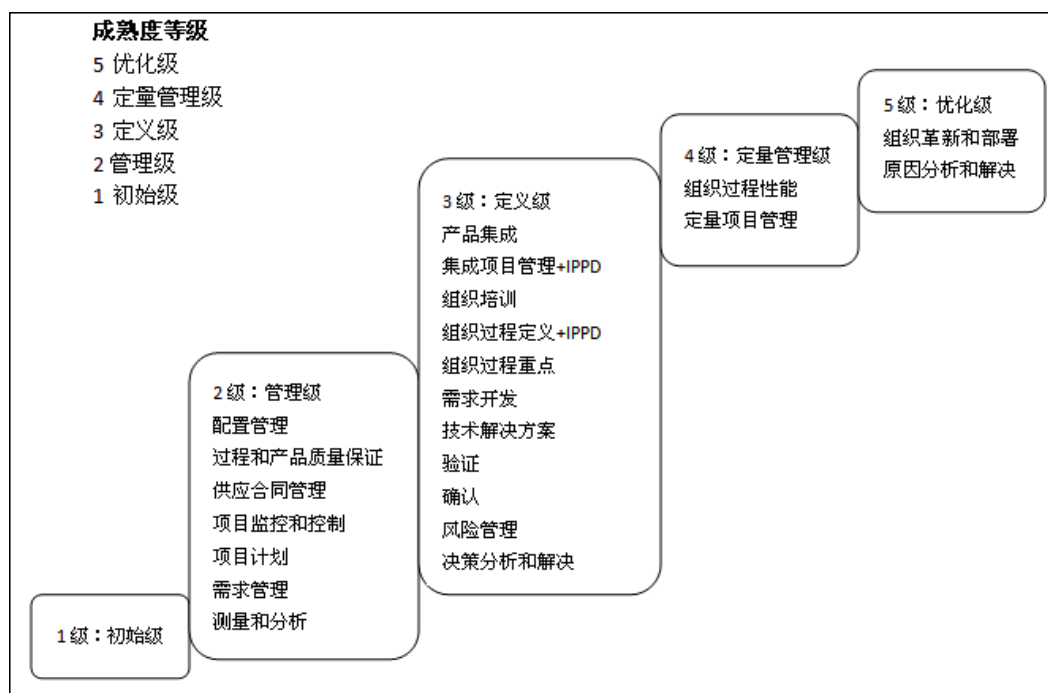 成熟度等级
5 优化级
4 定量管理级
3 定义级
2 管理级
1 初始级
1级：初始级
2级：管理级
配置管理
过程和产品质量保证
供应合同管理
项目监控和控制
项目计划
需求管理
测量和分析
3级：定义级
产品集成
集成项目管理+IPPD
组织培训
组织过程定义+IPPD
组织过程重点
需求开发
技术解决方案
验证
确认
风险管理
决策分析和解决
4级：定量管理级
组织过程性能
定量项目管理
5级：优化级
组织革新和部署
原因分析和解决